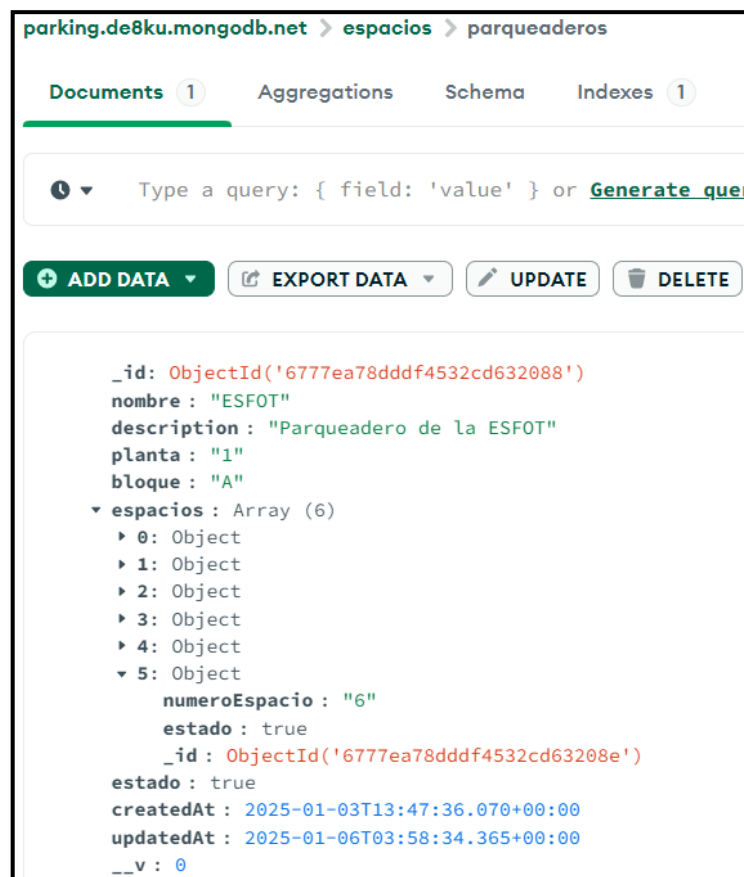 parking.de8ku.mongodb.net > espacios > parqueaderos
Documents 1 Aggregations Schema Indexes 1
Type a query: { field: 'value' } or Generate quer
ADD DATA EXPORT DATA UPDATE DELETE
_id: ObjectId('6777ea78dddf4532cd632088')
nombre : "ESFOT"
description : "Parqueadero de la ESFOT"
planta : "1"
bloque : "A"
espacios : Array (6)
0: Object
1: Object
2: Object
3: Object
4: Object
5: Object
numeroEspacio : "6"
estado : true
_id : ObjectId('6777ea78dddf4532cd63208e')
estado : true
createdAt : 2025-01-03T13:47:36.070+00:00
updatedAt : 2025-01-06T03:58:34.365+00:00
__v : 0